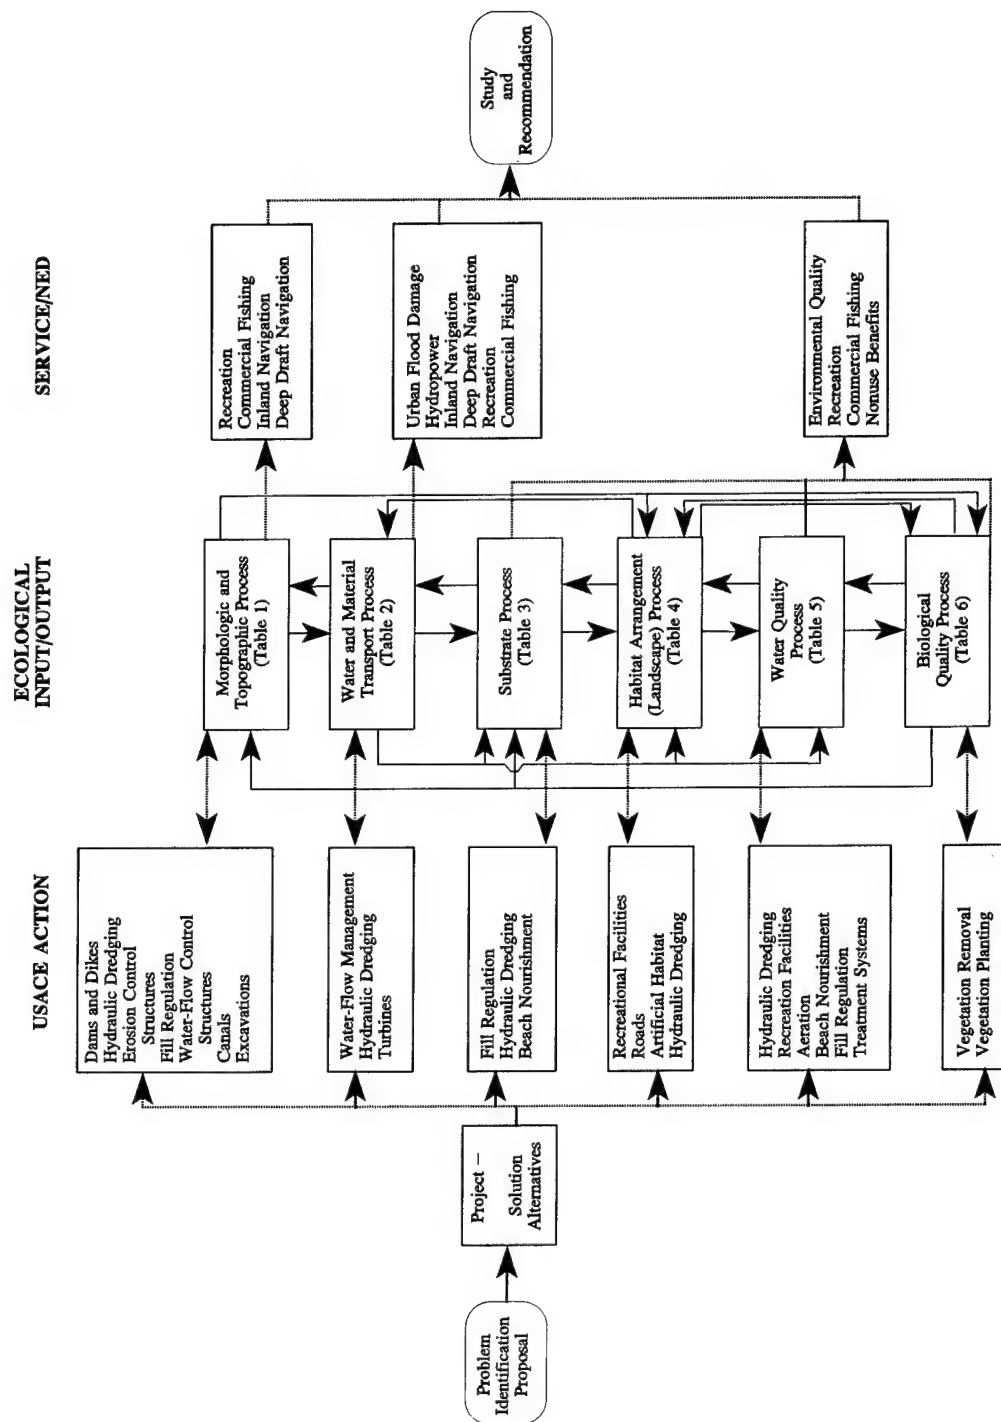 USACE ACTION
ECOLOGICAL
INPUT/OUTPUT
SERVICE/NED
Problem
Identification
Proposal
Project –
Solution
Alternatives
Dams and Dikes
Hydraulic Dredging
Erosion Control
Structures
Fill Regulation
Water-Flow Control
Structures
Canals
Excavations
Water-Flow Management
Hydraulic Dredging
Turbines
Fill Regulation
Hydraulic Dredging
Beach Nourishment
Recreational Facilities
Roads
Artificial Habitat
Hydraulic Dredging
Hydraulic Dredging
Recreation Facilities
Aeration
Beach Nourishment
Fill Regulation
Treatment Systems
Vegetation Removal
Vegetation Planting
Morphologic and
Topographic Process
(Table 1)
Water and Material
Transport Process
(Table 2)
Substrate Process
(Table 3)
Habitat Arrangement
(Landscape) Process
(Table 4)
Water Quality
Process
(Table 5)
Biological
Quality Process
(Table 6)
Recreation
Commercial Fishing
Inland Navigation
Deep Draft Navigation
Urban Flood Damage
Hydropower
Inland Navigation
Deep Draft Navigation
Recreation
Commercial Fishing
Environmental Quality
Recreation
Commercial Fishing
Nonuse Benefits
Study
and
Recommendation